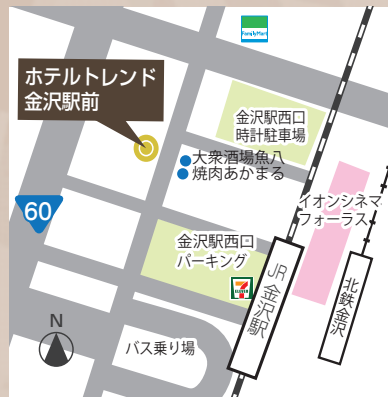 FamilyMart
ホテルトレンド
金沢駅前
金沢駅西口
時計駐車場
大衆酒場魚八
焼肉あかまる
イオンシネマ
フォーラス
60
金沢駅西口
パーキング
JR 金沢駅
北鉄金沢
N
バス乗り場